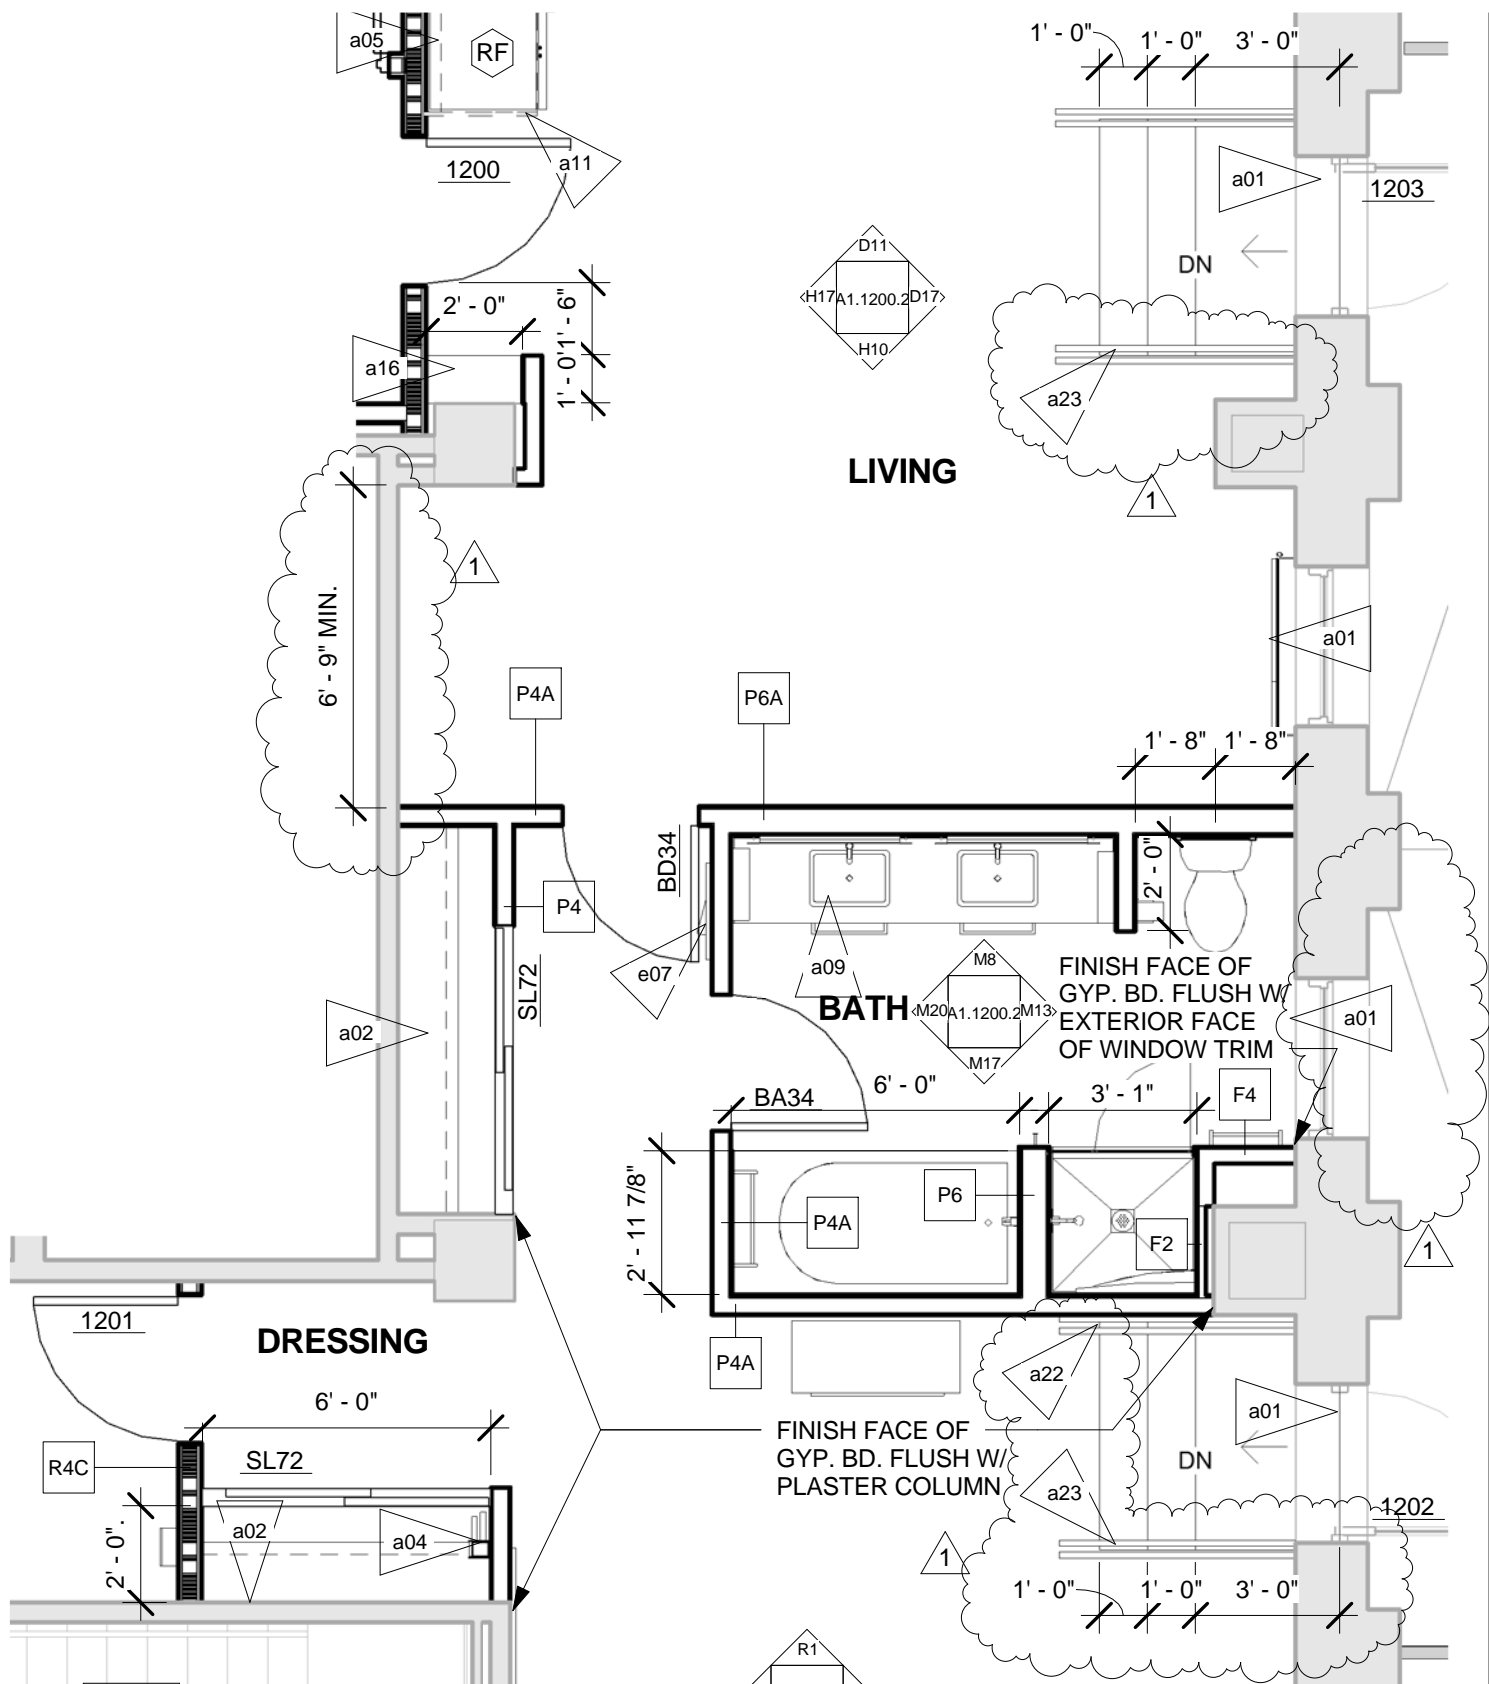 a05
RF
1' - 0"
1' - 0"
3' - 0"
1200
a11
a01
1203
D11
H17
A1.1200.2
D17
H10
DN
2' - 0"
1' - 6"
1' - 0"
a16
a23
LIVING
1
1
6' - 9" MIN.
a01
P4A
P6A
1' - 8"
1' - 8"
BD34
2' - 0"
P4
e07
a09
SL72
a02
BATH
M8
M20
A1.1200.2
M13
M17
FINISH FACE OF
GYP. BD. FLUSH W/
EXTERIOR FACE
OF WINDOW TRIM
a01
BA34
6' - 0"
3' - 1"
F4
2' - 11 7/8"
P4A
P6
F2
1
1201
DRESSING
P4A
a22
a01
6' - 0"
FINISH FACE OF
GYP. BD. FLUSH W/
PLASTER COLUMN
DN
R4C
SL72
a23
1202
2' - 0".
a02
a04
1
1' - 0"
1' - 0"
3' - 0"
R1